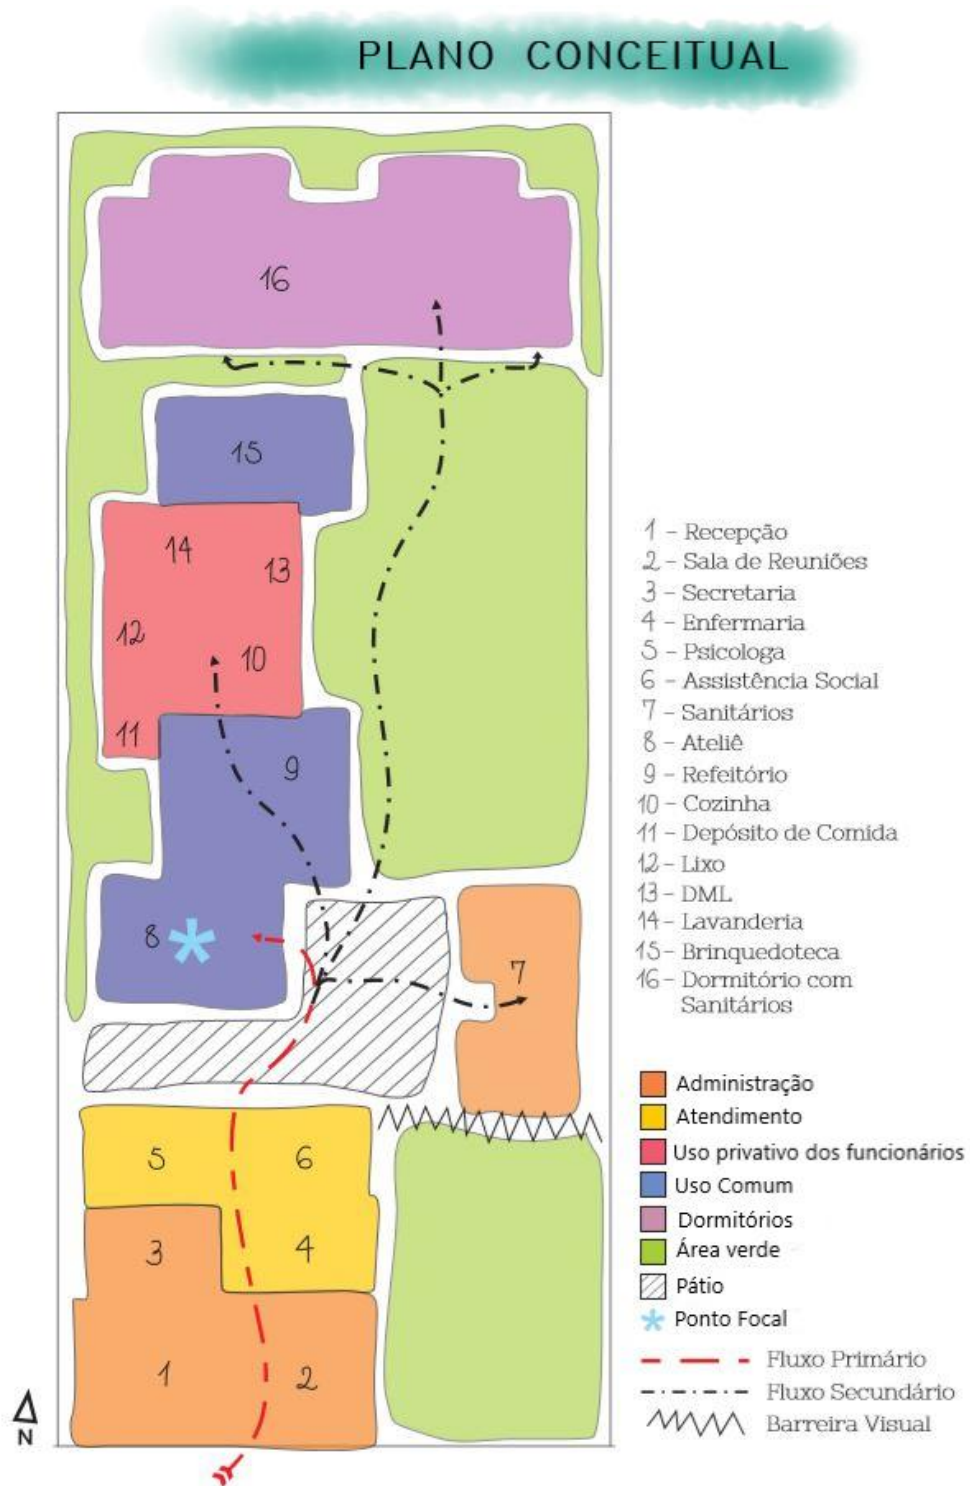 PLANO CONCEITUAL
16
15
14
13
12
10
11
9
8
7
5
6
3
4
1
2
N
1 - Recepção
2 - Sala de Reuniões
3 - Secretaria
4 - Enfermaria
5 - Psicologa
6 - Assistência Social
7 - Sanitários
8 - Ateliê
9 - Refeitório
10 - Cozinha
11 - Depósito de Comida
12 - Lixo
13 - DML
14 - Lavanderia
15 - Brinquedoteca
16 - Dormitório com
Sanitários
Administração
Atendimento
Uso privativo dos funcionários
Uso Comum
Dormitórios
Área verde
Pátio
Ponto Focal
Fluxo Primário
Fluxo Secundário
Barreira Visual